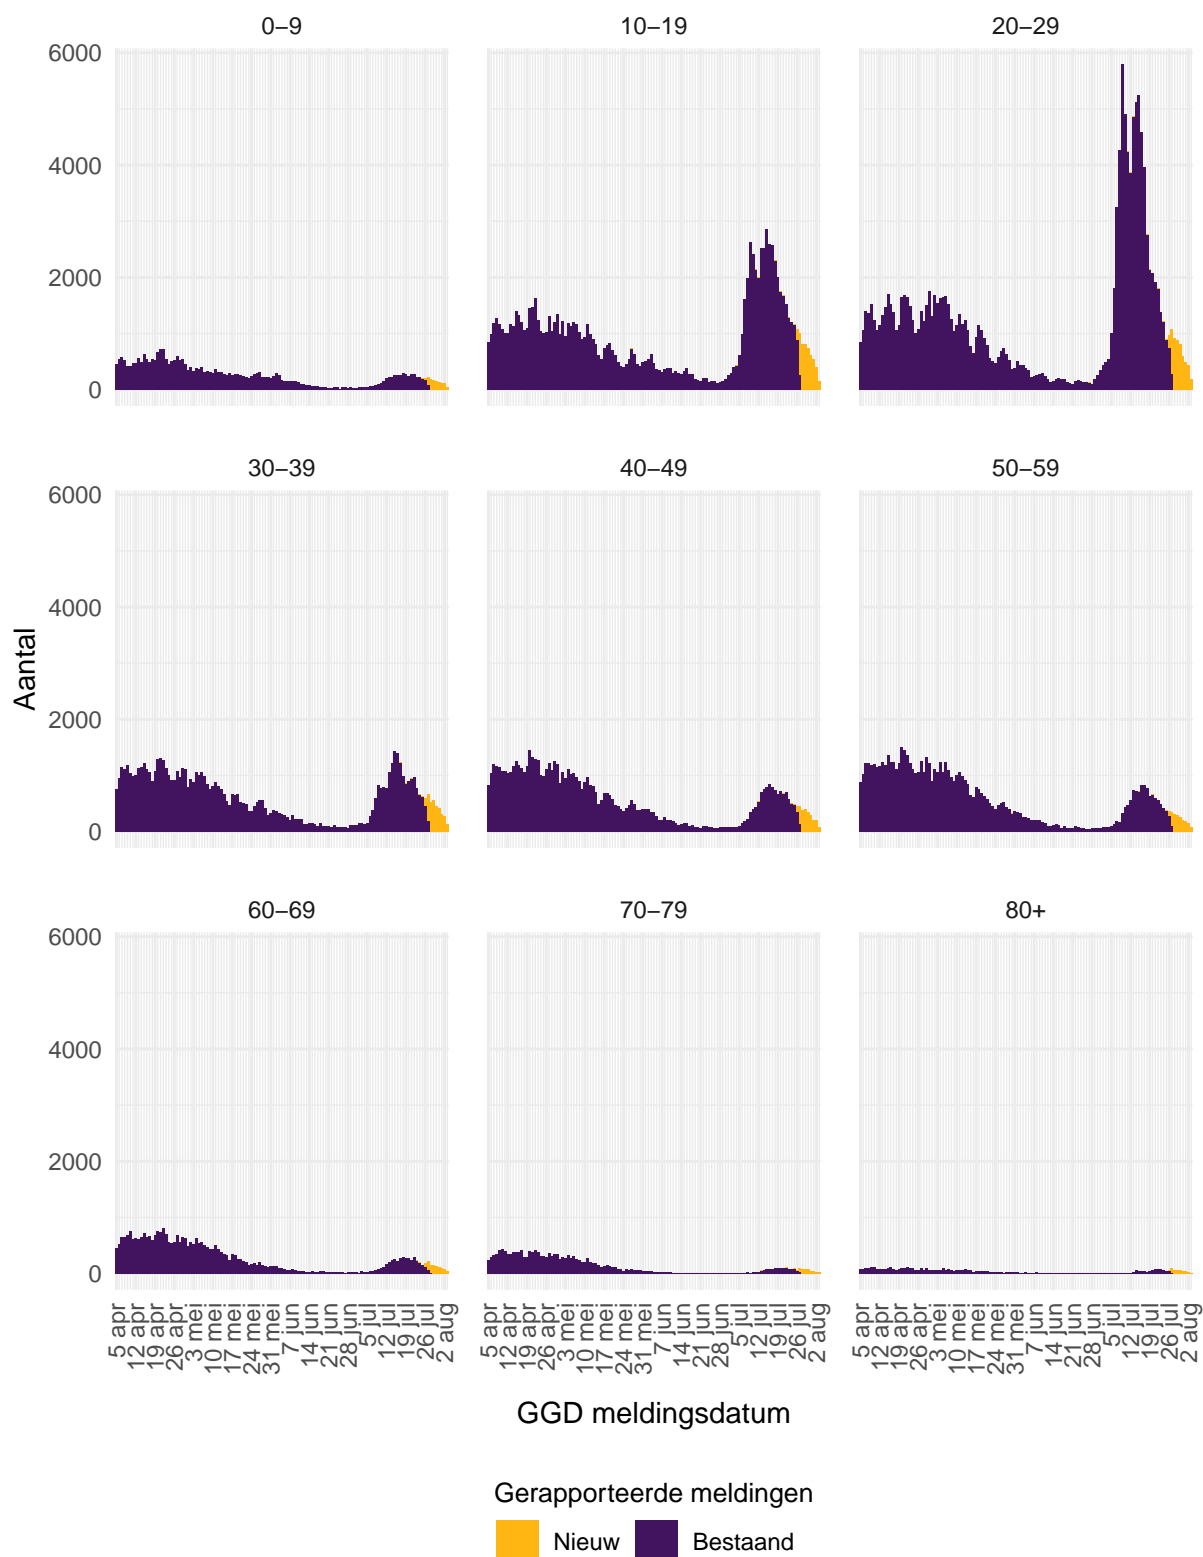 0–9 10–19 20–29
6000
4000
2000
0
30–39 40–49 50–59
6000
4000
2000
0
Aantal
60–69 70–79 80+
6000
4000
2000
0
5 apr 12 apr 19 apr 26 apr 3 mei 10 mei 17 mei 24 mei 31 mei 7 jun 14 jun 21 jun 28 jun 5 jul 12 jul 19 jul 26 jul 2 aug
5 apr 12 apr 19 apr 26 apr 3 mei 10 mei 17 mei 24 mei 31 mei 7 jun 14 jun 21 jun 28 jun 5 jul 12 jul 19 jul 26 jul 2 aug
5 apr 12 apr 19 apr 26 apr 3 mei 10 mei 17 mei 24 mei 31 mei 7 jun 14 jun 21 jun 28 jun 5 jul 12 jul 19 jul 26 jul 2 aug
GGD meldingsdatum
Gerapporteerde meldingen
Nieuw Bestaand